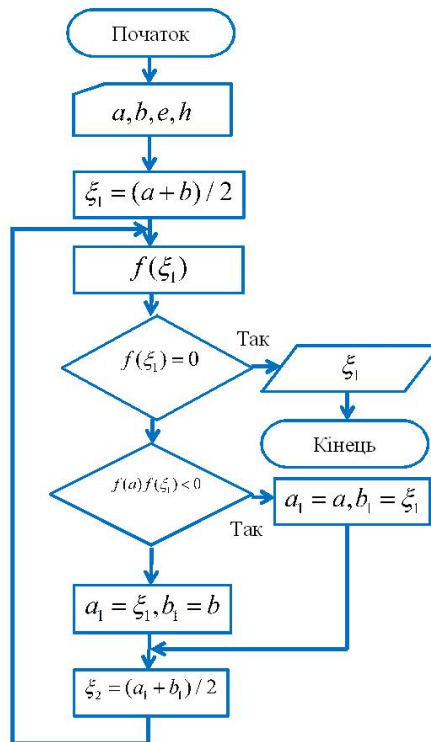 Початок
a,b,e,h
ξ₁ = (a+b)/2
f(ξ₁)
f(ξ₁) = 0
Так
ξ₁
Кінець
f(a)f(ξ₁)<0
Так
a₁ = a,b₁ = ξ₁
a₁ = ξ₁,b₁ = b
ξ₂ = (a₁+b₁)/2